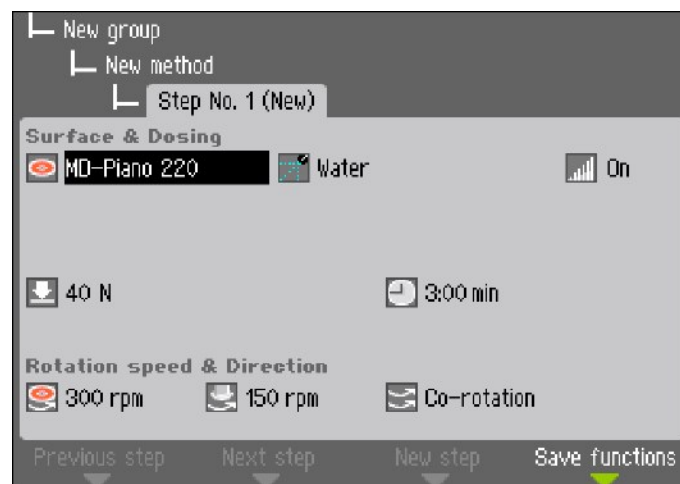 New group
New method
Step No. 1 (New)
Surface & Dosing
MD-Piano 220 Water On
40 N 3:00 min
Rotation speed & Direction
300 rpm 150 rpm Co-rotation
Previous step Next step New step Save functions